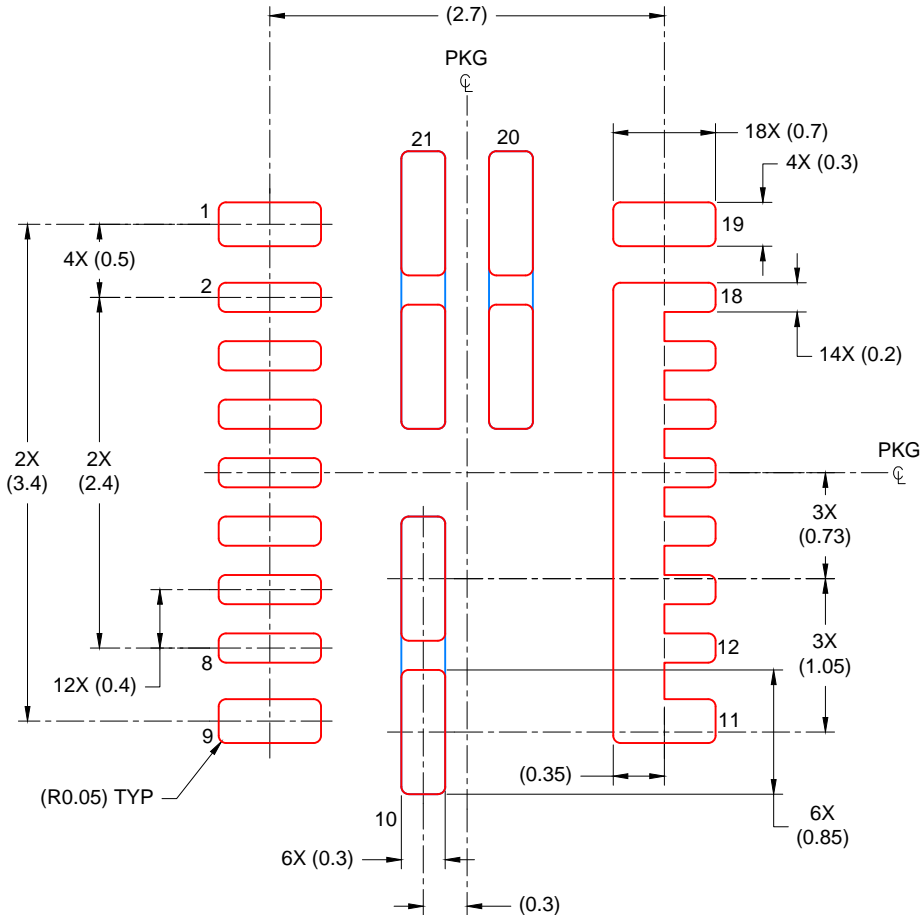 (2.7)
PKG
℄
21
20
18X (0.7)
4X (0.3)
1
19
4X (0.5)
2
18
14X (0.2)
2X
(3.4)
2X
(2.4)
PKG
℄
3X
(0.73)
8
12
3X
(1.05)
12X (0.4)
9
11
(R0.05) TYP
(0.35)
10
6X
(0.85)
6X (0.3)
(0.3)